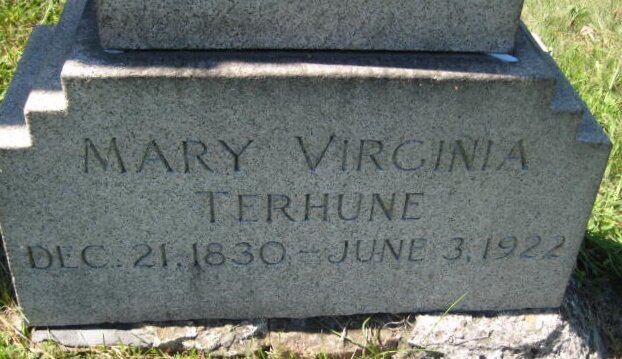 MARY VIRGINIA
TERHUNE
DEC. 21, 1830 - JUNE 3, 1922